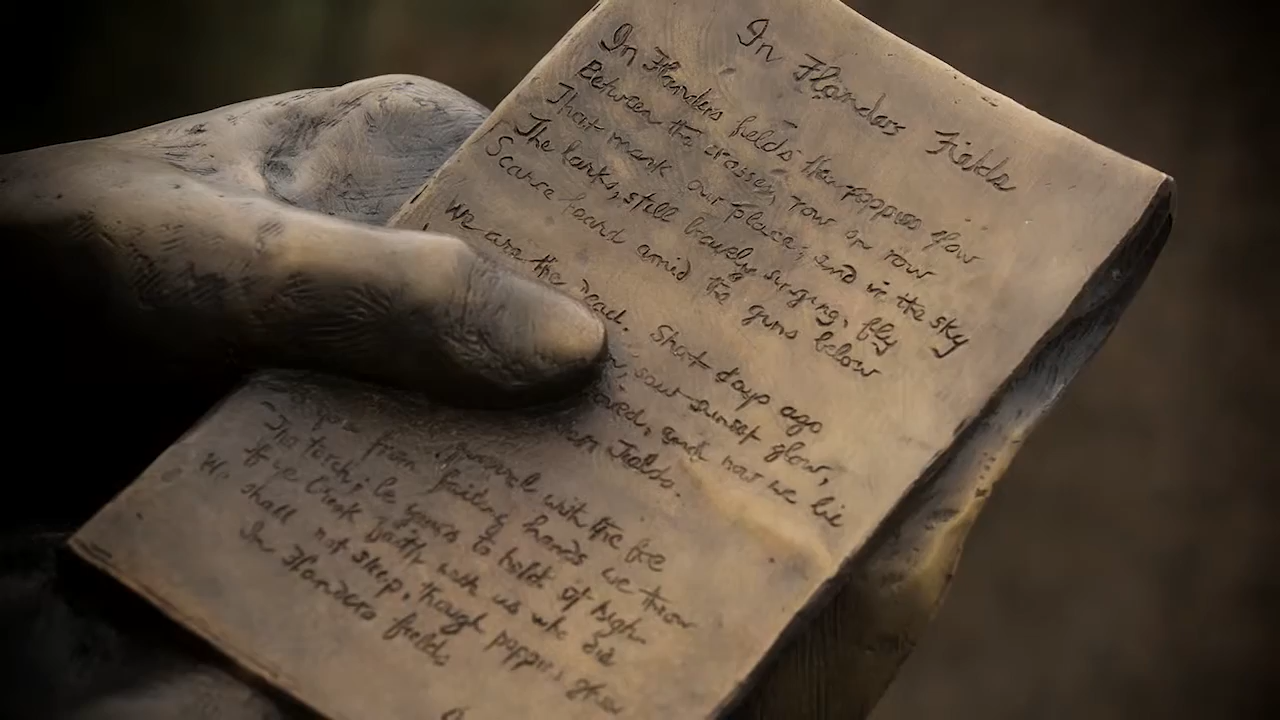 In Flanders Fields
In Flanders fields the poppies glow
Between the crosses, row on row
That mark our place; and in the sky
The larks, still bravely singing, fly
Scarce heard amid the guns below
We are the Dead. Short days ago
saw sunset glow,
and now we lie
Fields.
quarrel with the foe
from failing hands we throw
The torch; be yours to hold it high
If ye break faith with us who die
We shall not sleep, though poppies grow
In Flanders fields